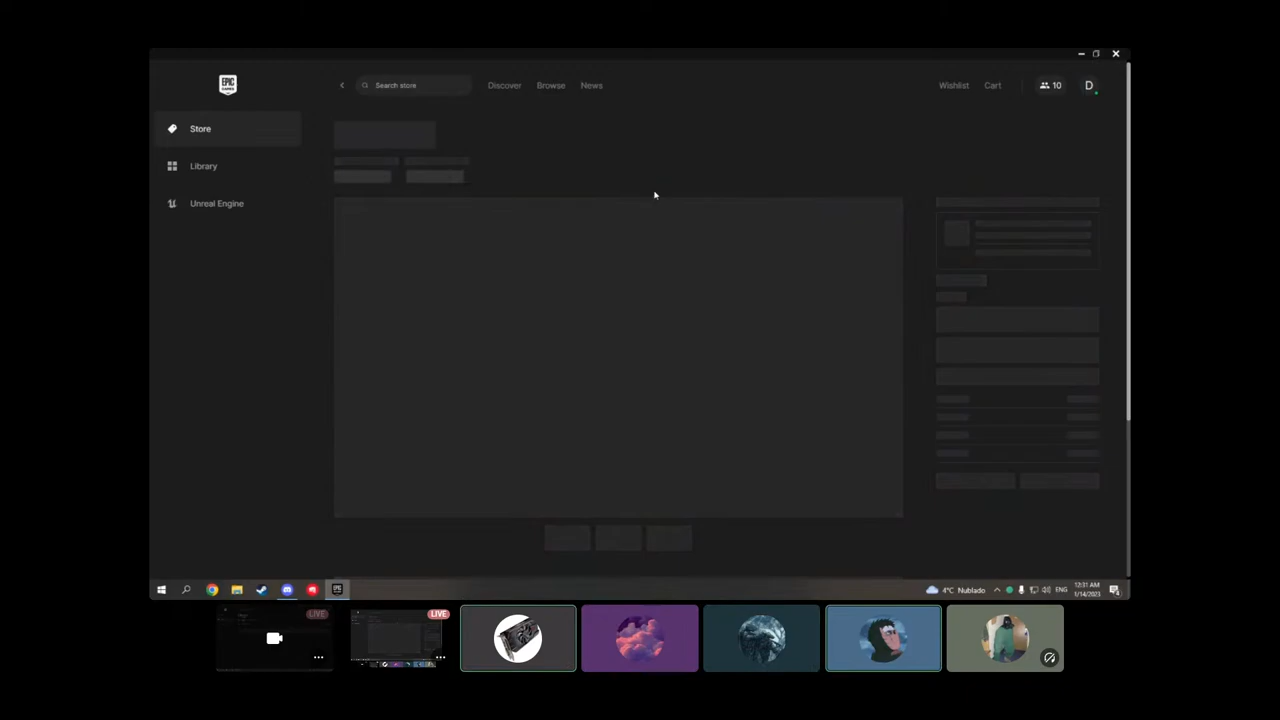 EPIC
GAMES
Search store
Discover
Browse
News
Wishlist
Cart
10
D
Store
Library
Unreal Engine
4°C Nublado
ENG
12:31 AM
1/14/2023
LIVE
LIVE